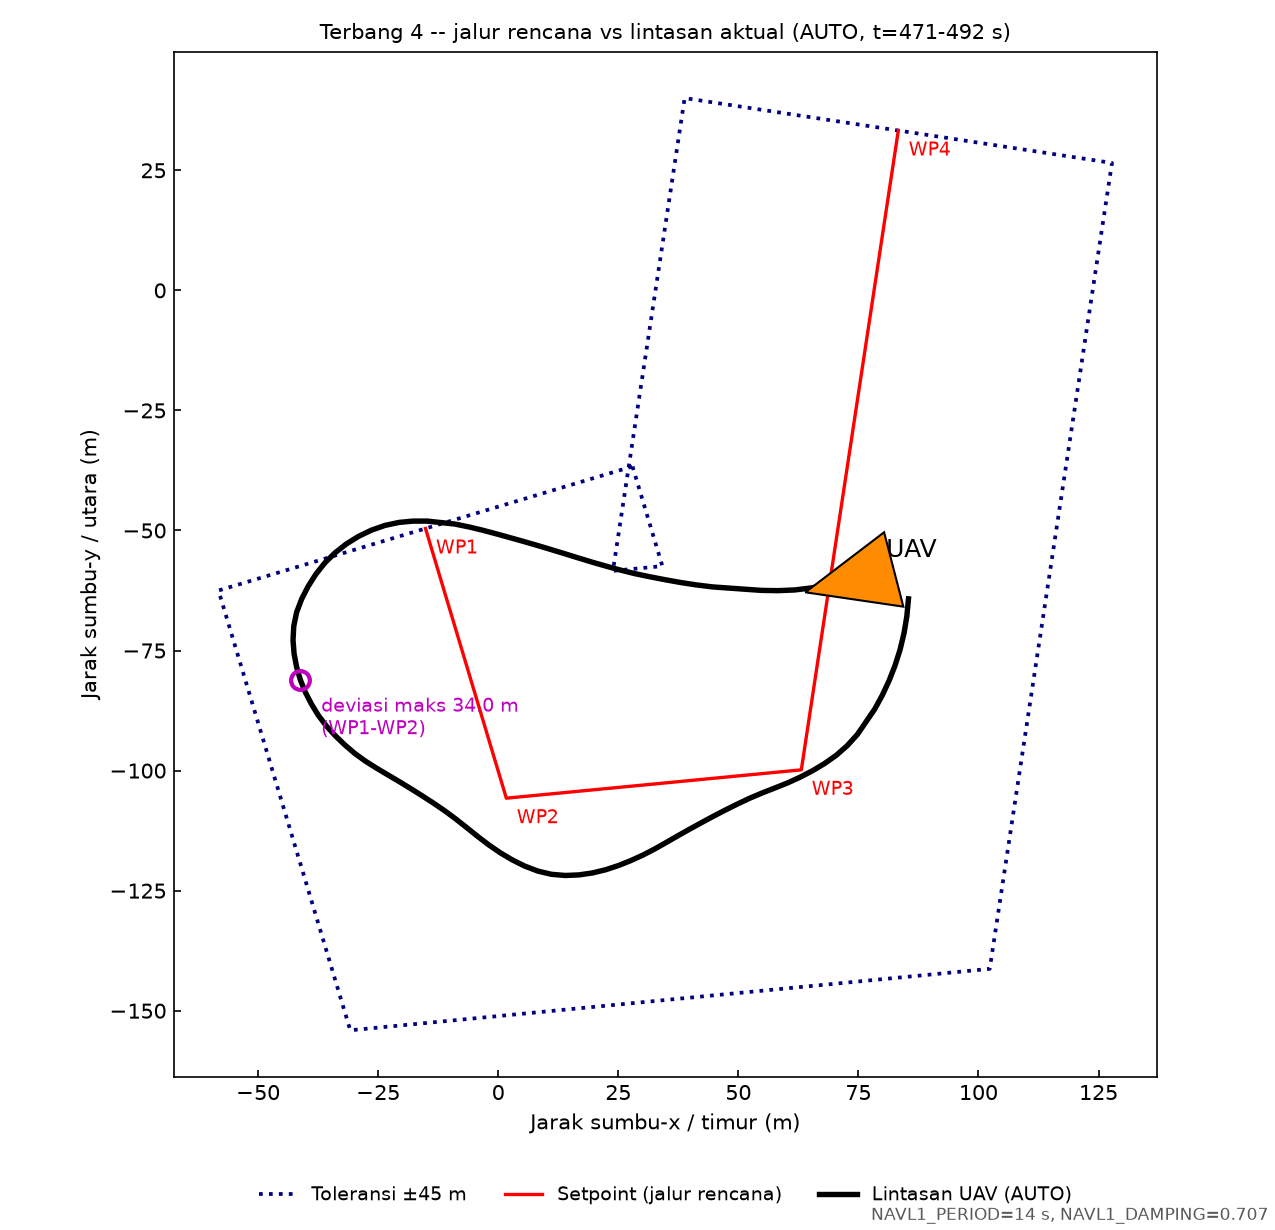 Terbang 4 -- jalur rencana vs lintasan aktual (AUTO, t=471-492 s)
Jarak sumbu-y / utara (m)
25
0
−25
−50
−75
−100
−125
−150
WP4
WP1
UAV
deviasi maks 34.0 m
(WP1-WP2)
WP3
WP2
−50
−25
0
25
50
75
100
125
Jarak sumbu-x / timur (m)
Toleransi ±45 m
Setpoint (jalur rencana)
Lintasan UAV (AUTO)
NAVL1_PERIOD=14 s, NAVL1_DAMPING=0.707